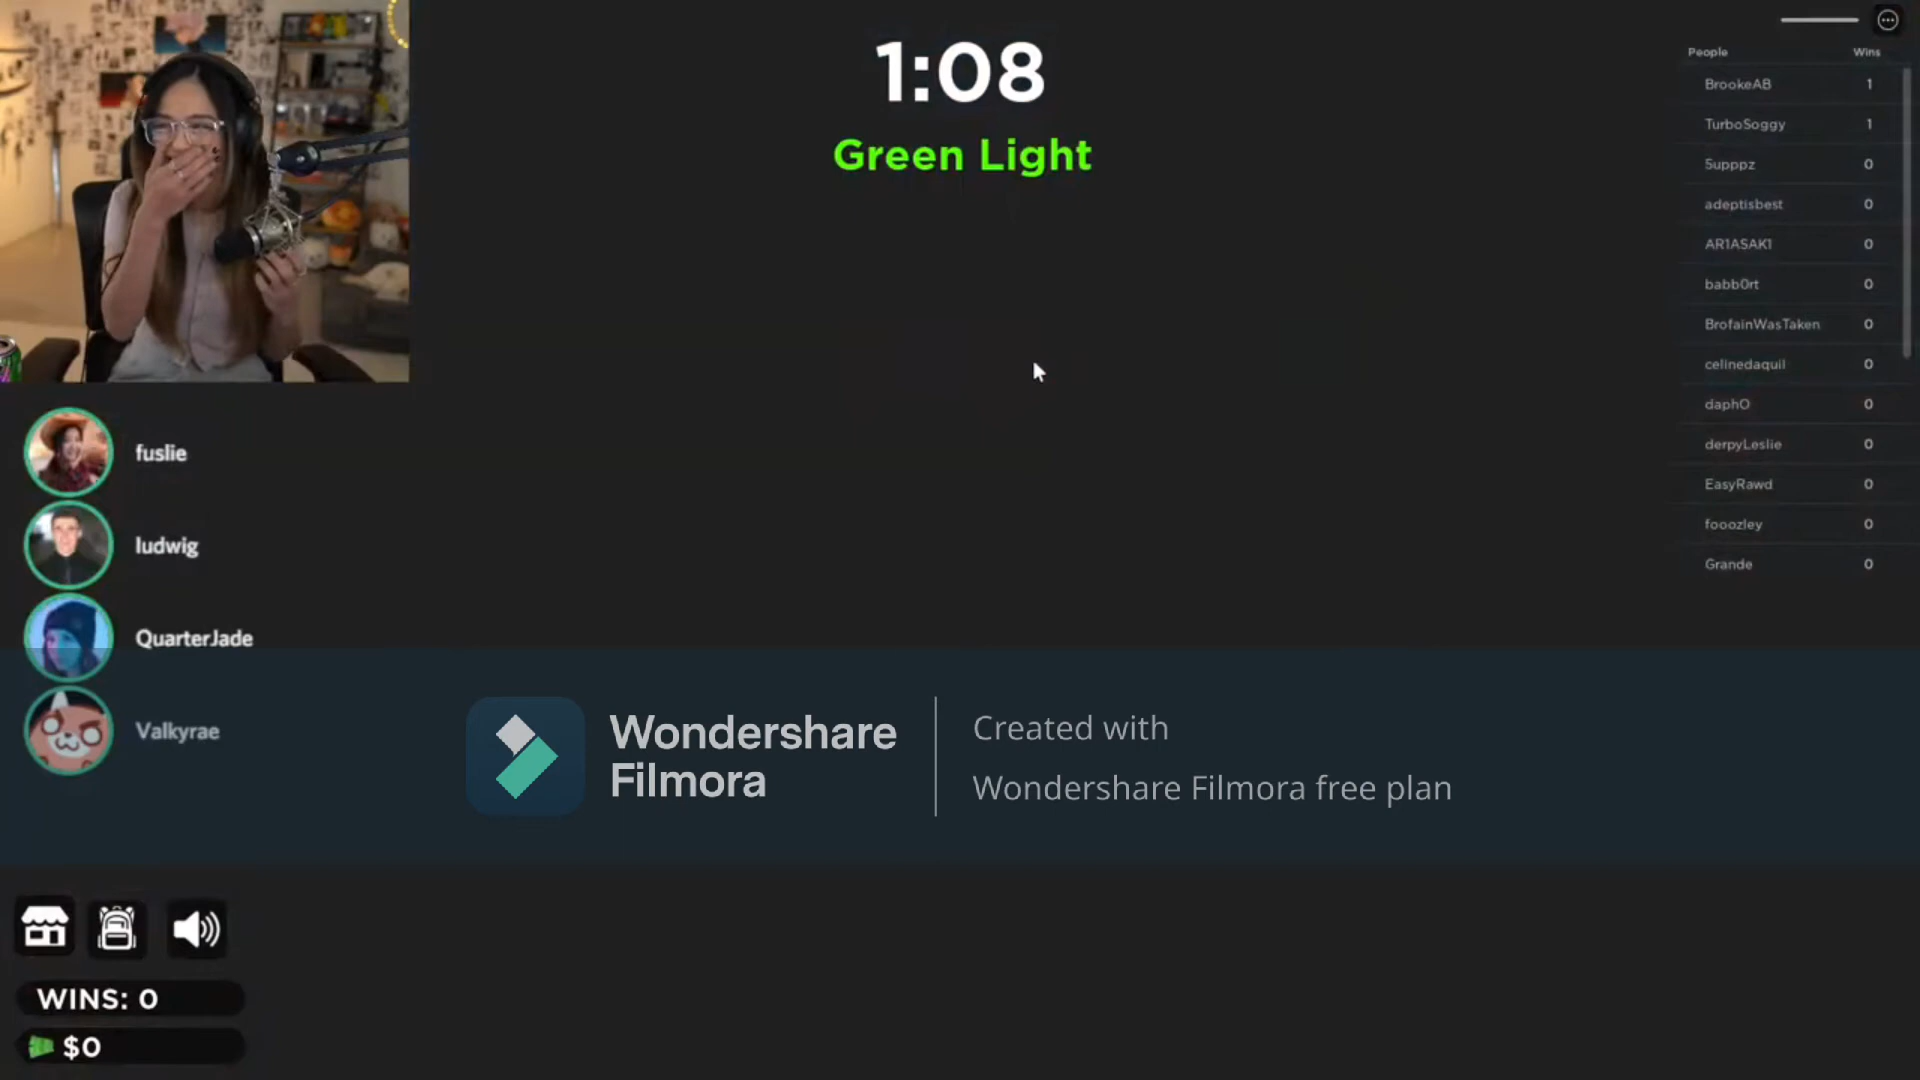 1:08
Green Light
People Wins
BrookeAB 1
TurboSoggy 1
5upppz 0
adeptisbest 0
AR1ASAK1 0
babb0rt 0
BrofainWasTaken 0
celinedaquil 0
daphO 0
derpyLeslie 0
EasyRawd 0
fooozley 0
Grande 0
fuslie
ludwig
QuarterJade
Valkyrae
Wondershare
Filmora
Created with
Wondershare Filmora free plan
WINS: 0
$0